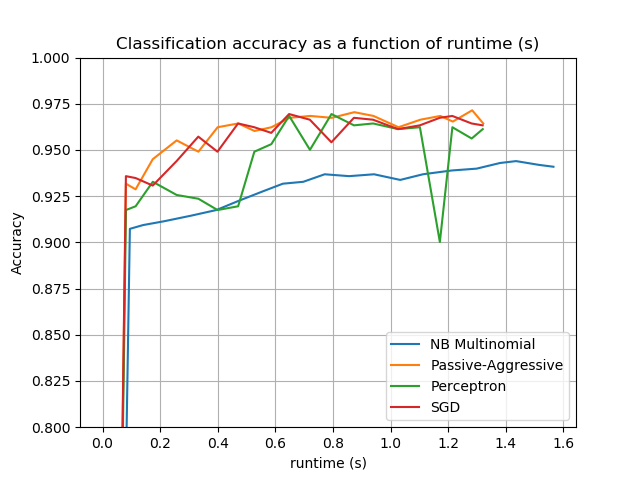 Classification accuracy as a function of runtime (s)
1.000
0.975
0.950
0.925
0.900
0.875
0.850
0.825
0.800
Accuracy
NB Multinomial
Passive-Aggressive
Perceptron
SGD
0.0 0.2 0.4 0.6 0.8 1.0 1.2 1.4 1.6
runtime (s)